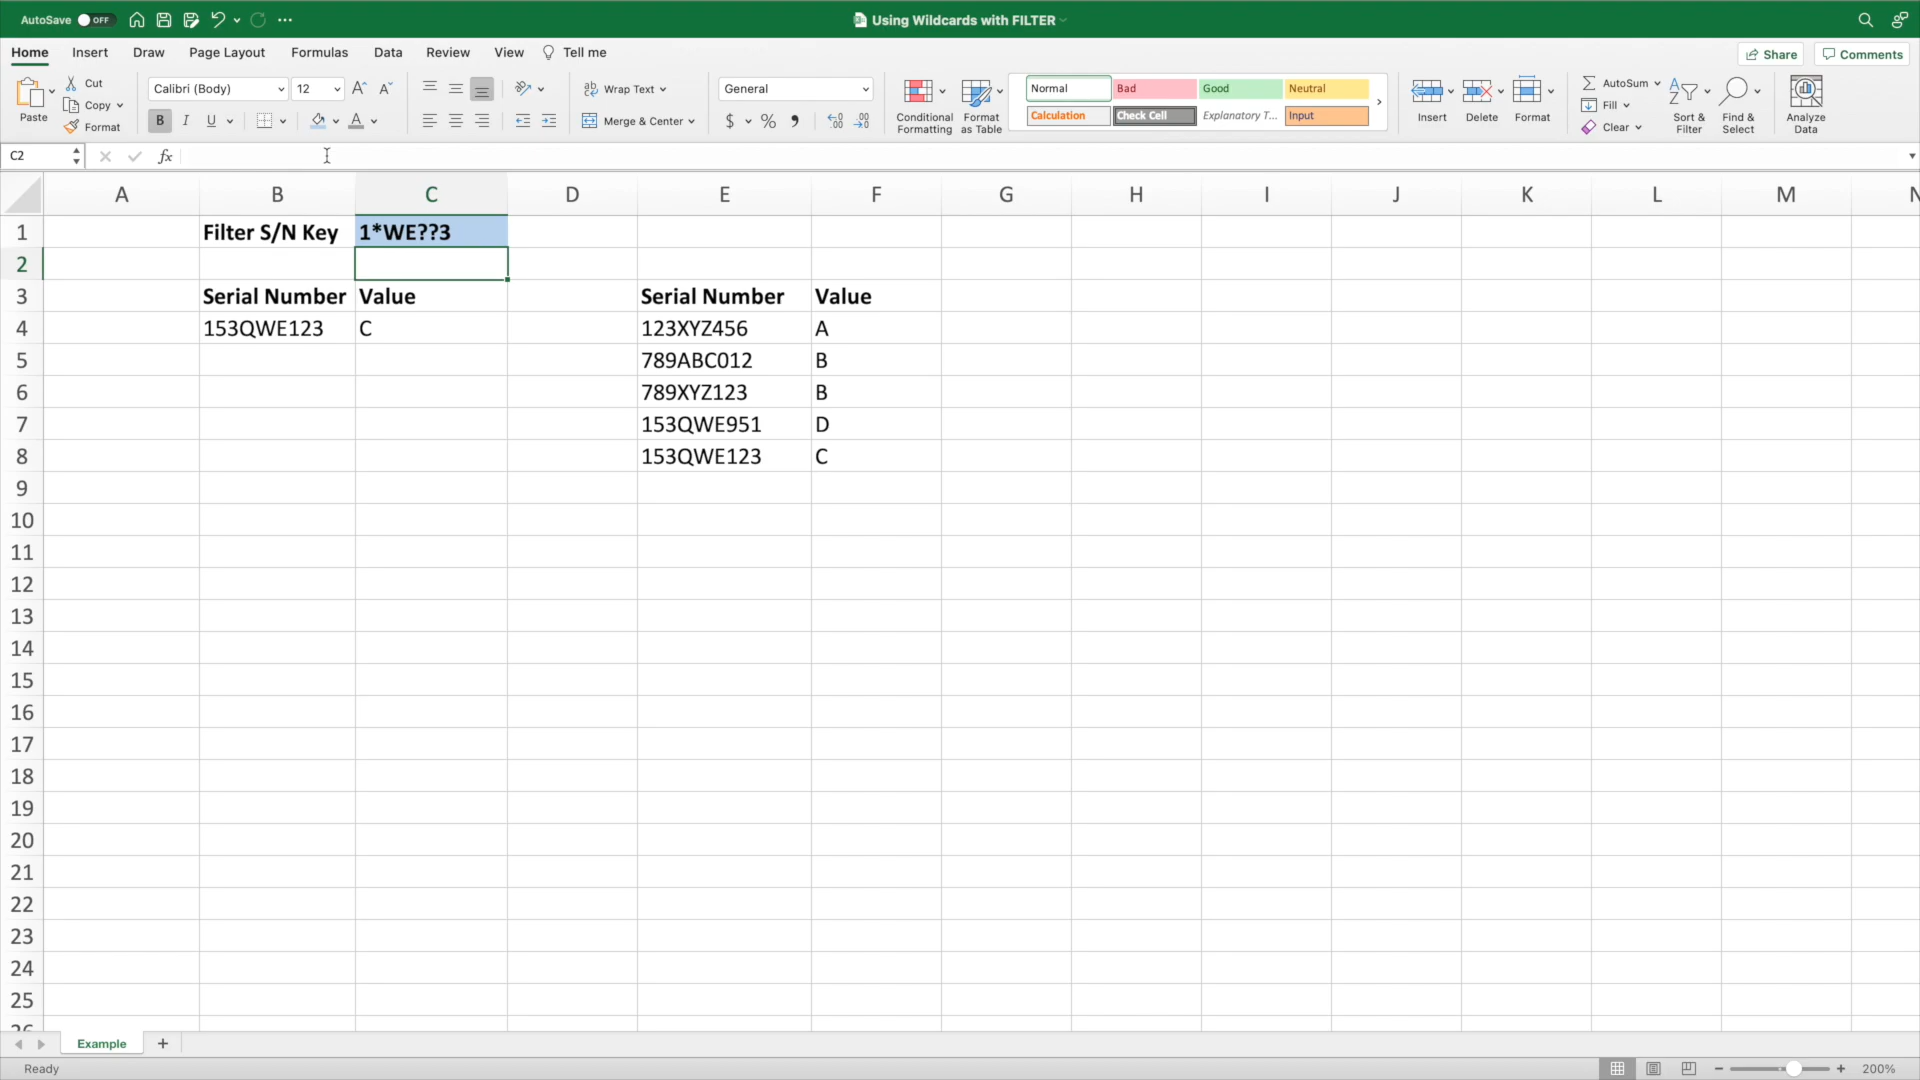 AutoSave OFF
Using Wildcards with FILTER
Home Insert Draw Page Layout Formulas Data Review View Tell me
Share Comments
Paste
Cut
Copy
Format
Calibri (Body) 12
B I U
Wrap Text
Merge & Center
General
$ % ,
Conditional Formatting
Format as Table
Normal Bad Good Neutral
Calculation Check Cell Explanatory T... Input
Insert Delete Format
AutoSum
Fill
Clear
Sort & Filter
Find & Select
Analyze Data
C2 fx
A B C D E F G H I J K L M N
1 Filter S/N Key 1*WE??3
2
3 Serial Number Value Serial Number Value
4 153QWE123 C 123XYZ456 A
5 789ABC012 B
6 789XYZ123 B
7 153QWE951 D
8 153QWE123 C
9
10
11
12
13
14
15
16
17
18
19
20
21
22
23
24
25
26
Example +
Ready
200%